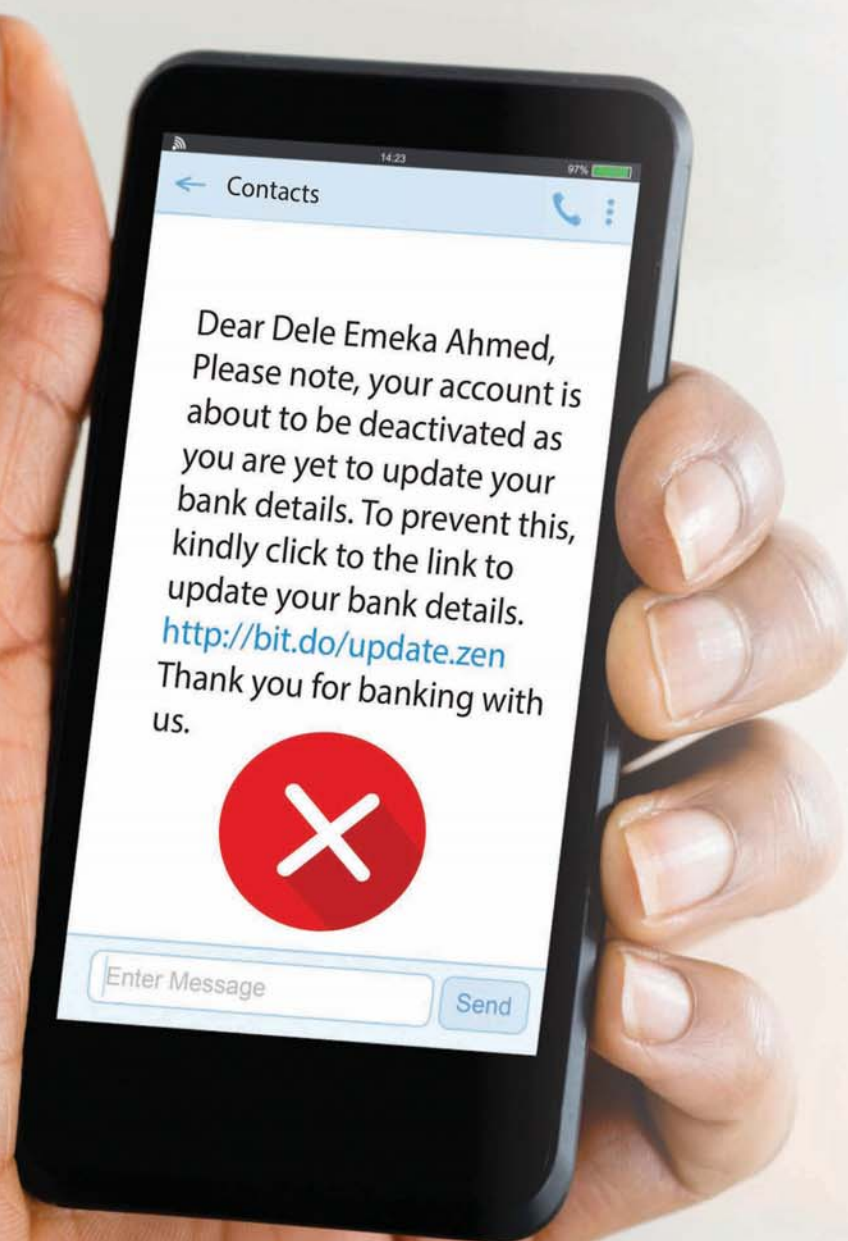 14:23
97%
Contacts
Dear Dele Emeka Ahmed,
Please note, your account is
about to be deactivated as
you are yet to update your
bank details. To prevent this,
kindly click to the link to
update your bank details.
http://bit.do/update.zen
Thank you for banking with
us.
Enter Message
Send